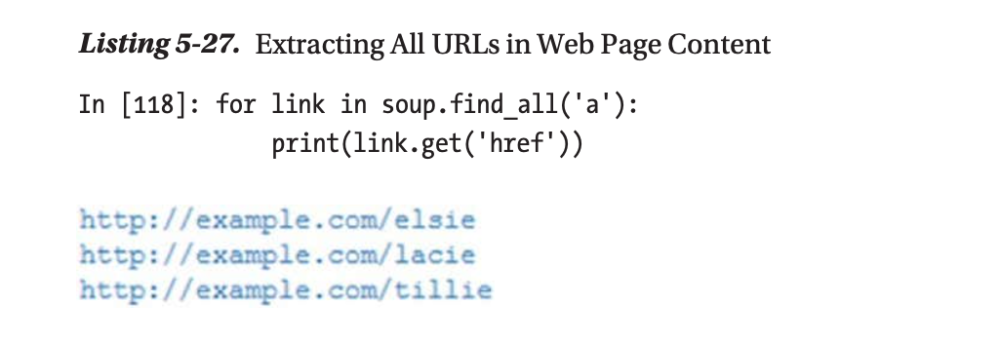 Listing 5-27. Extracting All URLs in Web Page Content
In [118]: for link in soup.find_all('a'):
print(link.get('href'))
http://example.com/elsie
http://example.com/lacie
http://example.com/tillie